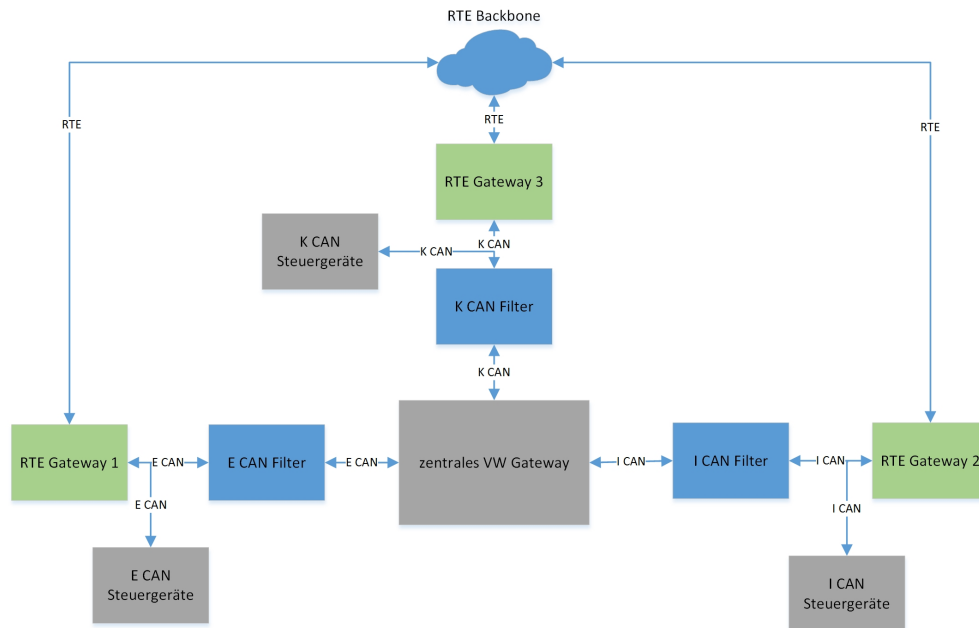 RTE Backbone
RTE
RTE
RTE
RTE Gateway 3
K CAN
Steuergeräte
K CAN
K CAN
K CAN Filter
K CAN
RTE Gateway 1
E CAN
E CAN Filter
E CAN
zentrales VW Gateway
I CAN
I CAN Filter
I CAN
RTE Gateway 2
E CAN
I CAN
E CAN
Steuergeräte
I CAN
Steuergeräte